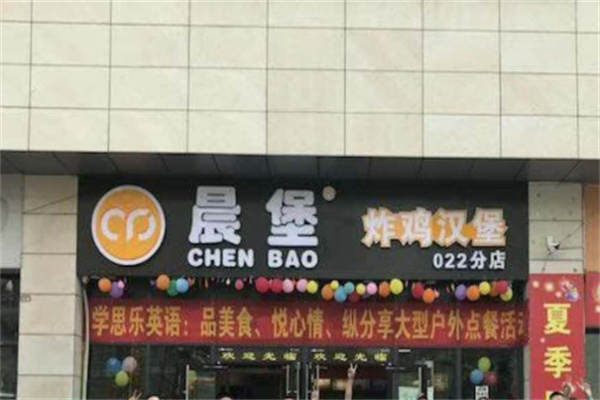 晨堡
CHEN BAO
炸鸡汉堡
022分店
学思乐英语：品美食、悦心情、纵分享大型户外点餐活动
欢迎光临
欢迎光临
夏季